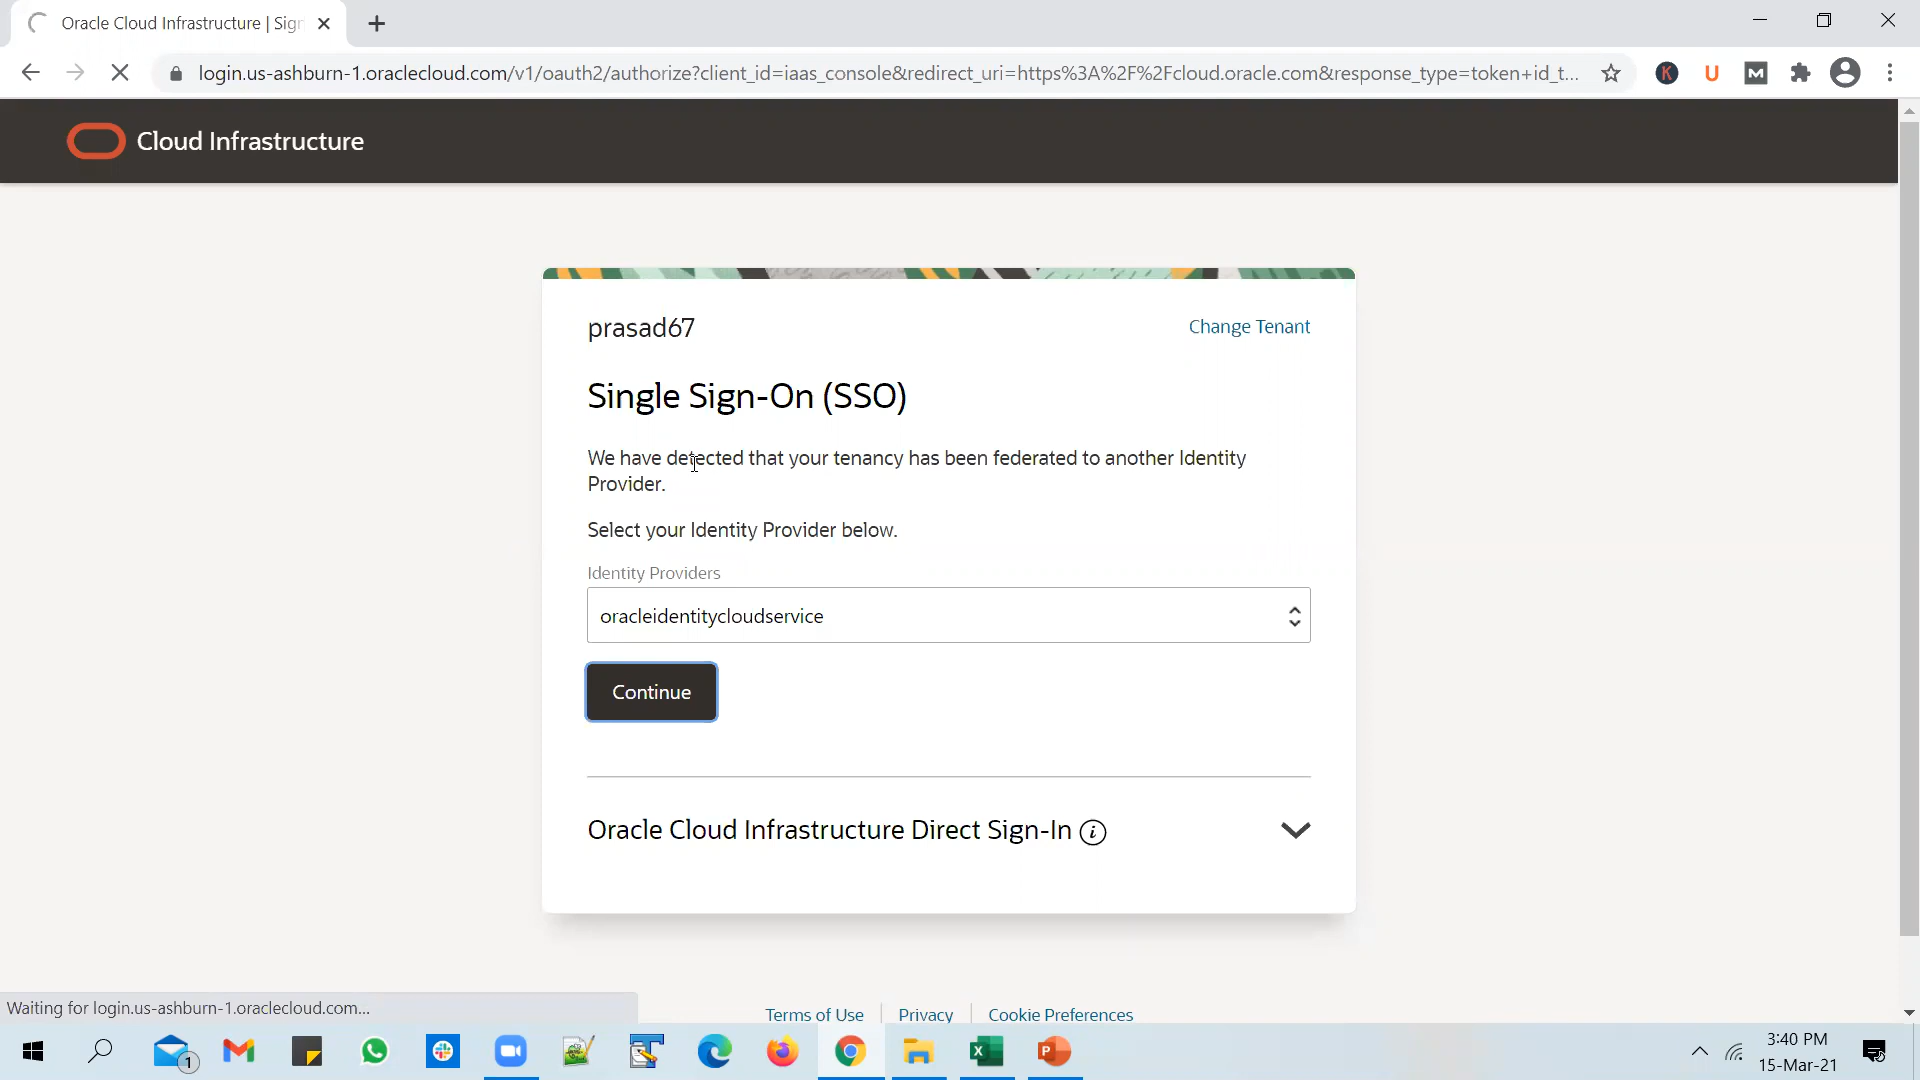 Oracle Cloud Infrastructure | Sign
login.us-ashburn-1.oraclecloud.com/v1/oauth2/authorize?client_id=iaas_console&redirect_uri=https%3A%2F%2Fcloud.oracle.com&response_type=token+id_t...
K
U
M
Cloud Infrastructure
prasad67
Change Tenant
Single Sign-On (SSO)
We have detected that your tenancy has been federated to another Identity
Provider.
Select your Identity Provider below.
Identity Providers
oracleidentitycloudservice
Continue
Oracle Cloud Infrastructure Direct Sign-In i
Waiting for login.us-ashburn-1.oraclecloud.com...
Terms of Use
Privacy
Cookie Preferences
1
3:40 PM
15-Mar-21